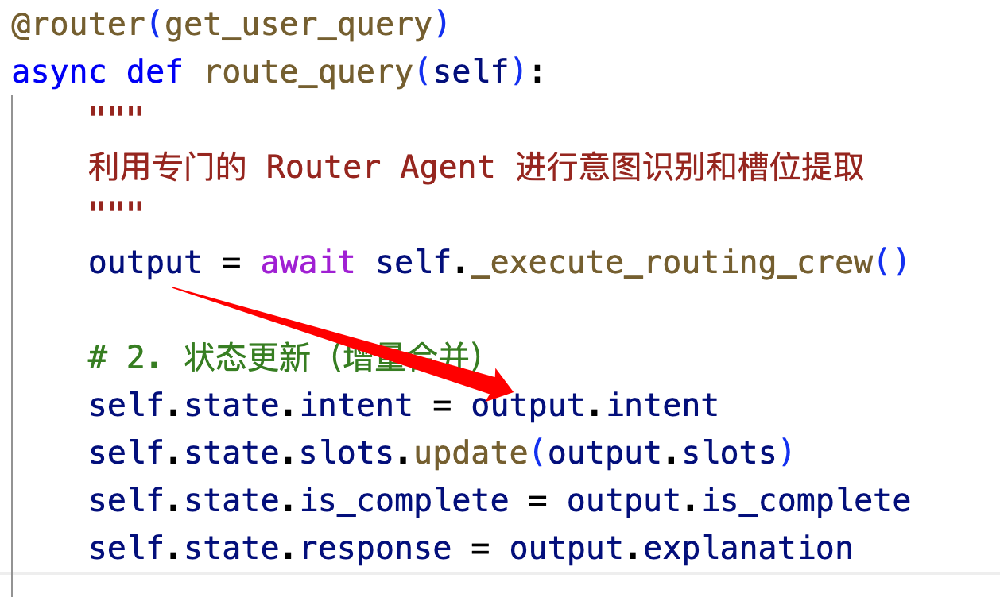 @router(get_user_query)
async def route_query(self):
"""
利用专门的 Router Agent 进行意图识别和槽位提取
"""
output = await self._execute_routing_crew()
# 2. 状态更新（增量合并）
self.state.intent = output.intent
self.state.slots.update(output.slots)
self.state.is_complete = output.is_complete
self.state.response = output.explanation